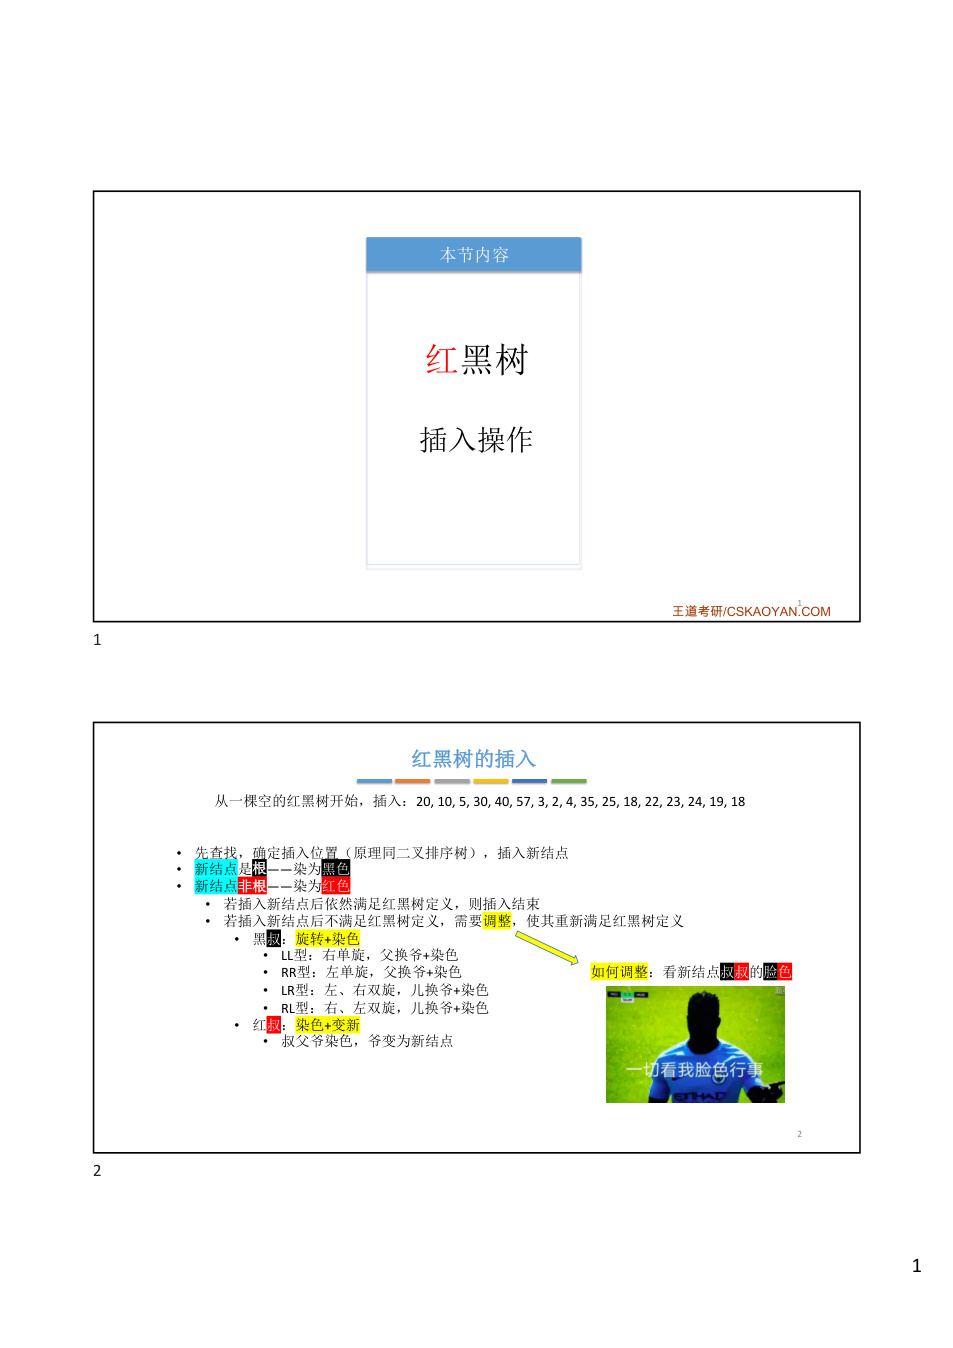 本节内容
红黑树
插入操作
1
王道考研/CSKAOYAN.COM
1
红黑树的插入
从一棵空的红黑树开始，插入：20, 10, 5, 30, 40, 57, 3, 2, 4, 35, 25, 18, 22, 23, 24, 19, 18
• 先查找，确定插入位置（原理同二叉排序树），插入新结点
• 新结点是根——染为黑色
• 新结点非根——染为红色
• 若插入新结点后依然满足红黑树定义，则插入结束
• 若插入新结点后不满足红黑树定义，需要调整，使其重新满足红黑树定义
• 黑叔：旋转+染色
• LL型：右单旋，父换爷+染色
• RR型：左单旋，父换爷+染色
• LR型：左、右双旋，儿换爷+染色
• RL型：右、左双旋，儿换爷+染色
• 红叔：染色+变新
• 叔父爷染色，爷变为新结点
如何调整：看新结点叔叔的脸色
一切看我脸色行事
ETIHAD
2
2
1